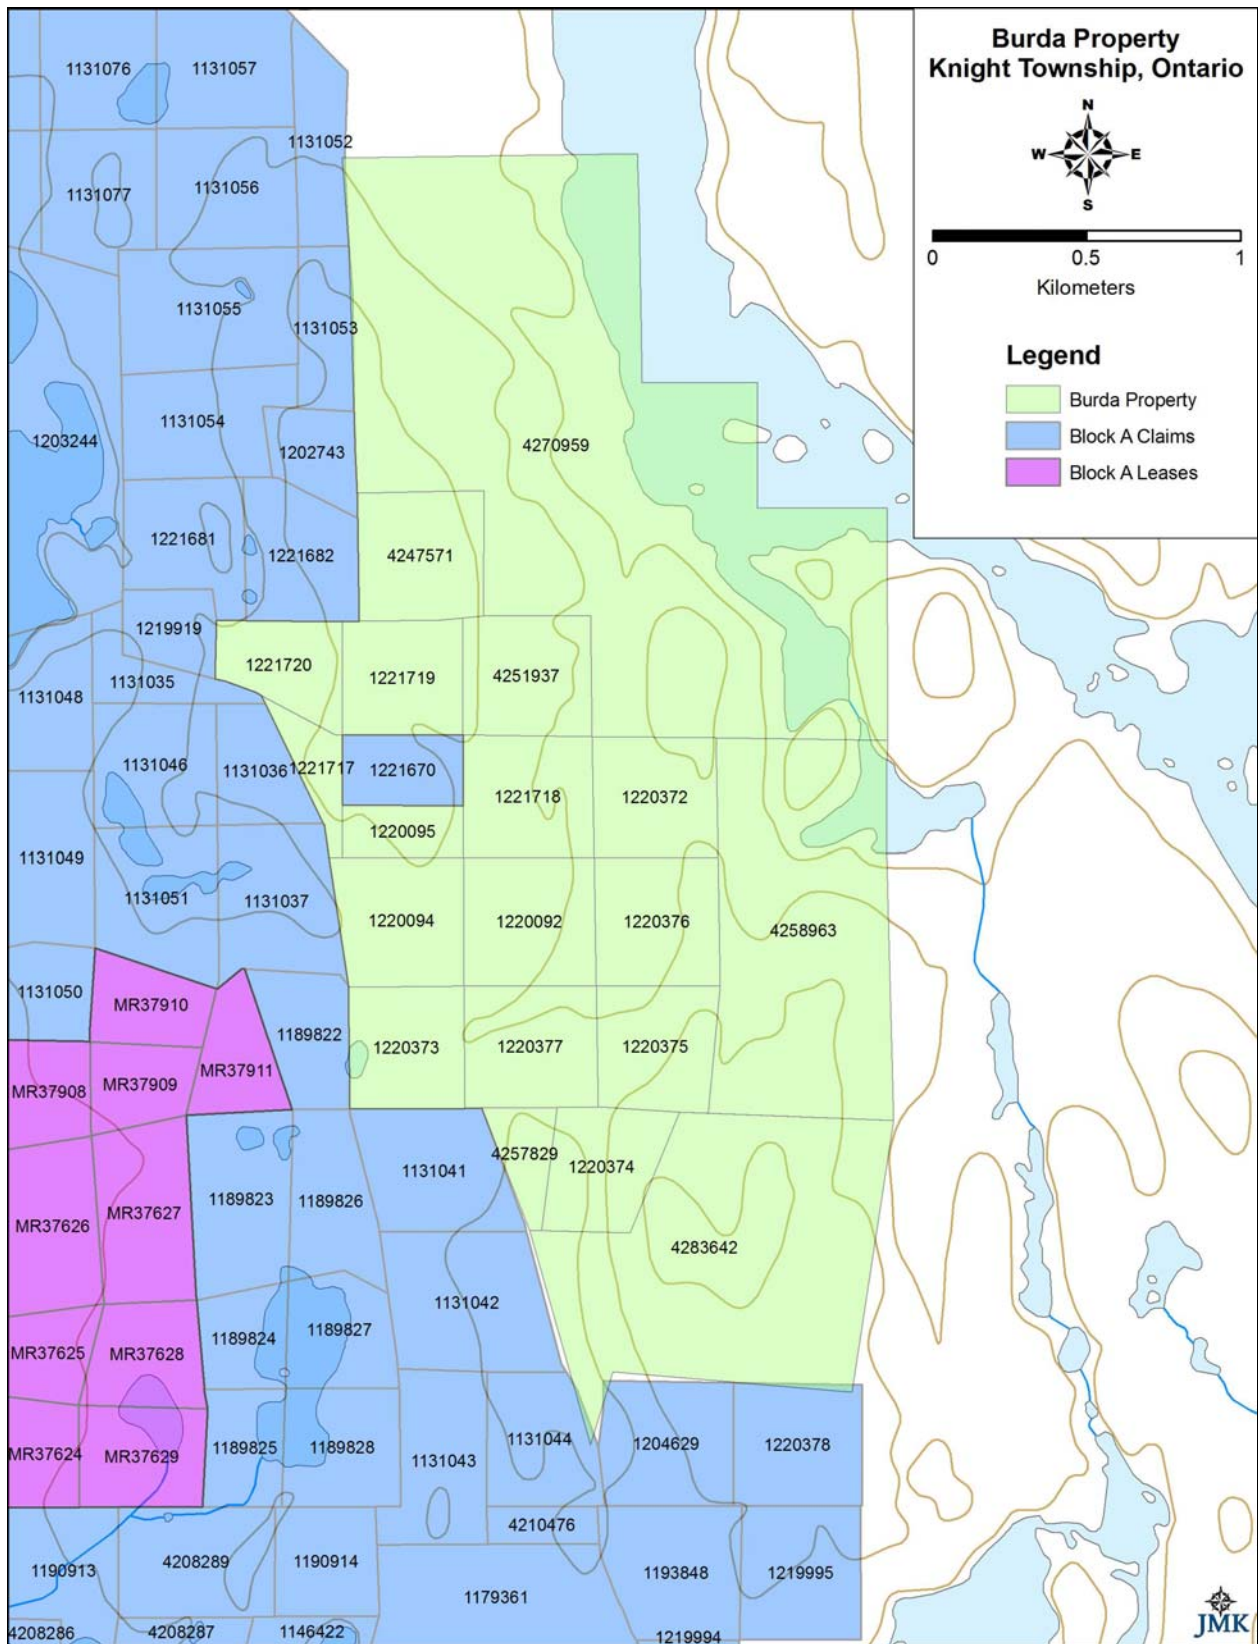 Burda Property
Knight Township, Ontario
N
W E
S
0 0.5 1
Kilometers
Legend
Burda Property
Block A Claims
Block A Leases
1131076
1131057
1131052
1131077
1131056
1131055
1131053
1131054
1203244
1202743
4270959
1221681
1221682
4247571
1219919
1221720
1221719
4251937
1131035
1131048
1131046
1131036
1221717
1221670
1221718
1220372
1220095
1131049
1131051
1131037
1220094
1220092
1220376
4258963
1131050
MR37910
1189822
1220373
1220377
1220375
MR37908
MR37909
MR37911
4257829
1220374
1131041
1189823
1189826
MR37626
MR37627
4283642
1131042
1189824
1189827
MR37625
MR37628
1131044
1204629
1220378
MR37624
MR37629
1189825
1189828
1131043
4210476
1190913
4208289
1190914
1193848
1219995
1179361
4208286
4208287
1146422
1219994
JMK